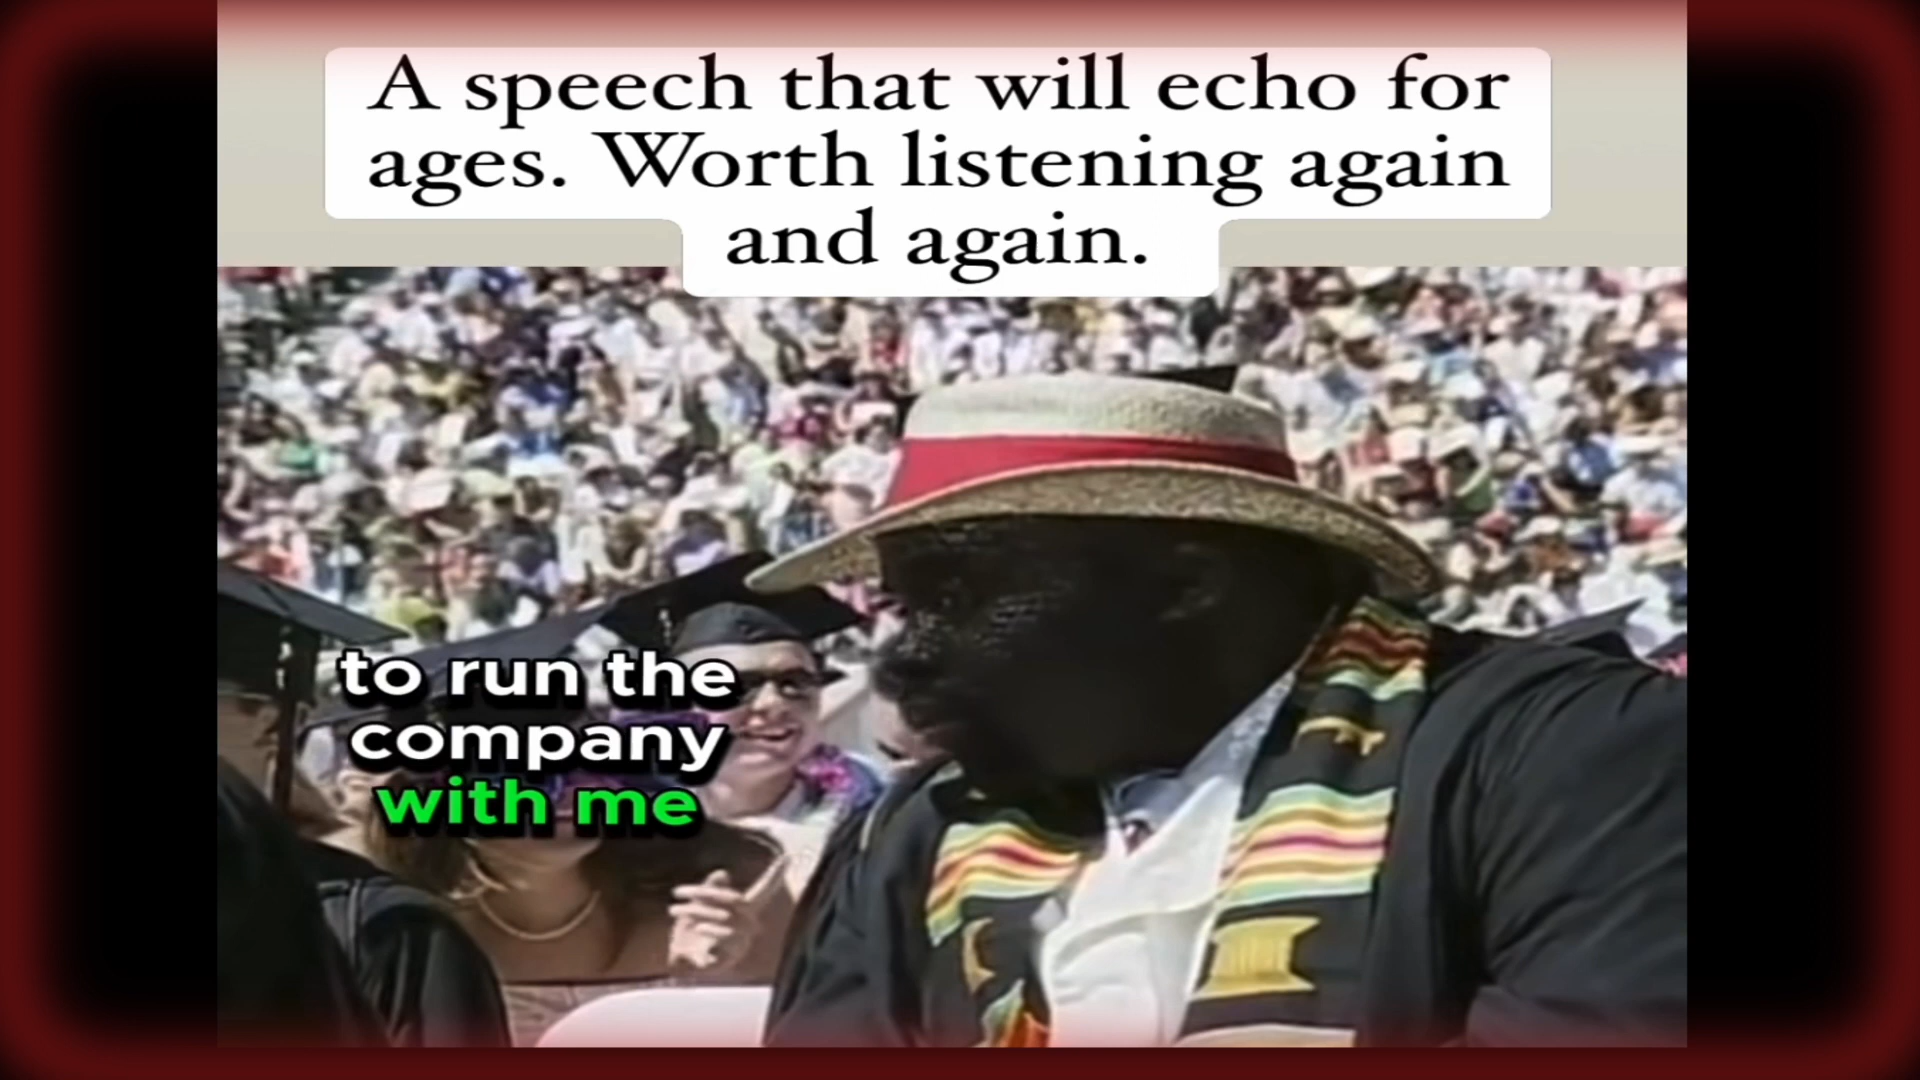 A speech that will echo for
ages. Worth listening again
and again.
to run the
company
with me